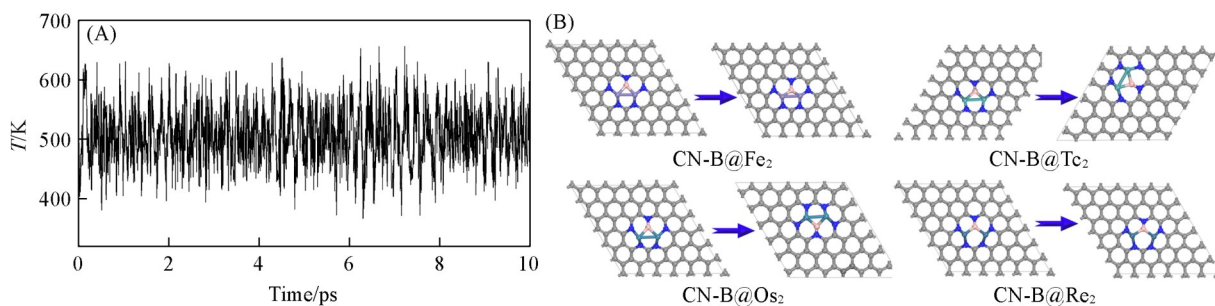 (A)
700
600
500
400
T/K
0
2
4
6
8
10
Time/ps
(B)
CN-B@Fe₂
CN-B@Tc₂
CN-B@Os₂
CN-B@Re₂